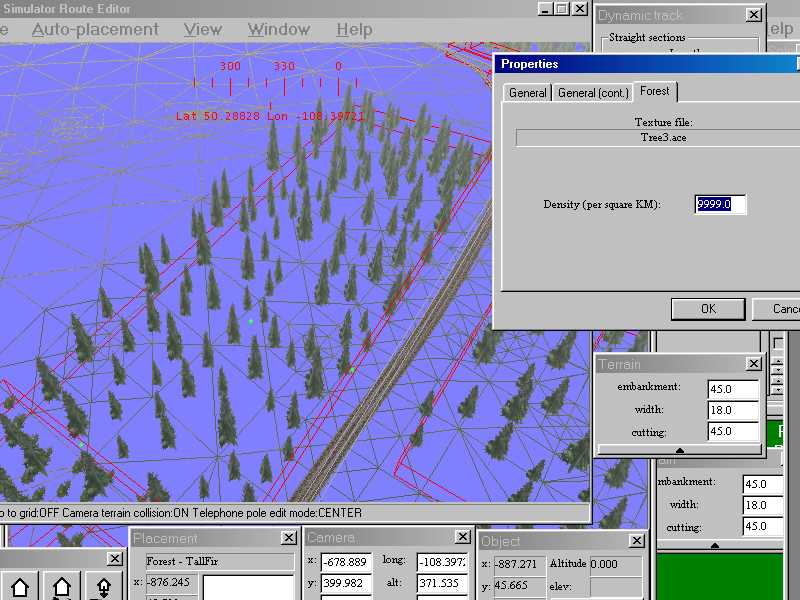 Simulator Route Editor
Auto-placement View Window Help
300 330 0
Lat 50.28828 Lon -108.39721
Dynamic track
Straight sections
elp
Properties
General
General (cont.)
Forest
Texture file:
Tree3.ace
Density (per square KM):
9999.0
OK
Canc
Terrain
embankment: 45.0
width: 18.0
cutting: 45.0
mbankment: 45.0
width: 18.0
cutting: 45.0
to grid:OFF Camera terrain collision:ON Telephone pole edit mode:CENTER
Placement
Forest - TallFir
x: -876.245
Camera
x: -678.889 long: -108.397
y: 399.982 alt: 371.535
Object
x: -887.271 Altitude 0.000
y: 45.665 elev: